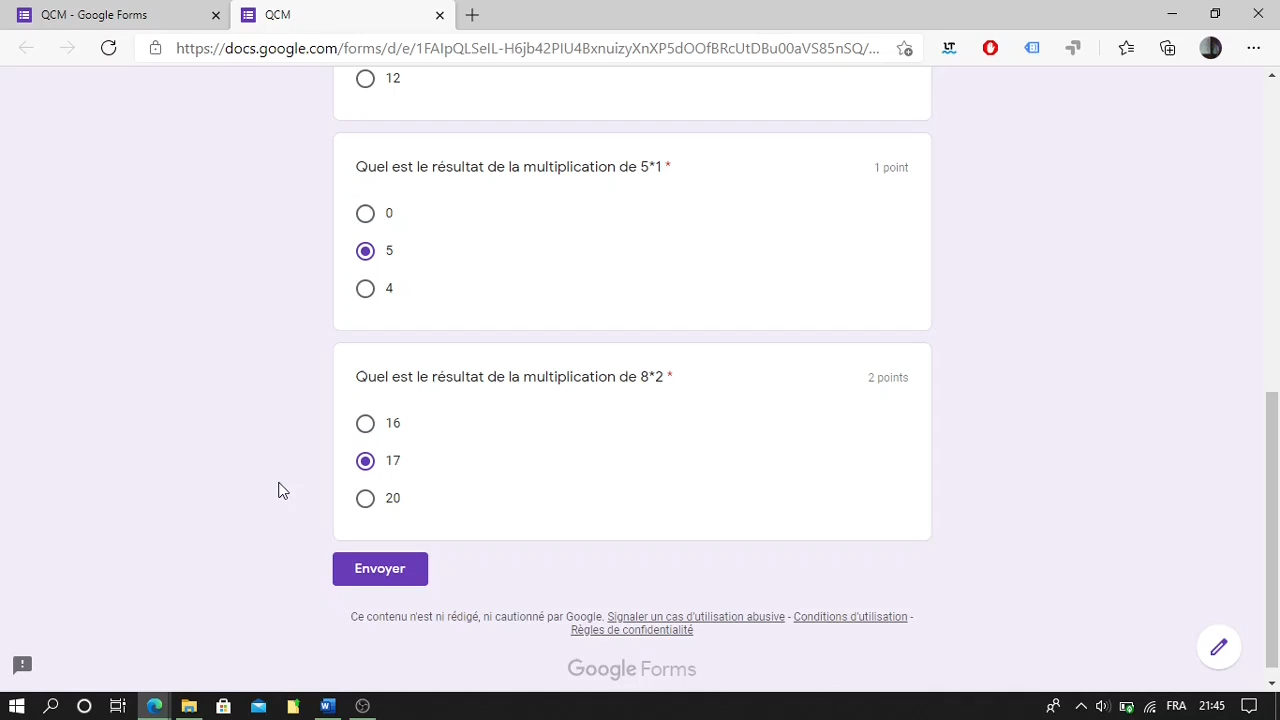 QCM - Google Forms
QCM
https://docs.google.com/forms/d/e/1FAIpQLSeIL-H6jb42PIU4BxnuizyXnXP5dOOfBRcUtDBu00aVS85nSQ/...
12
Quel est le résultat de la multiplication de 5*1 *
1 point
0
5
4
Quel est le résultat de la multiplication de 8*2 *
2 points
16
17
20
Envoyer
Ce contenu n'est ni rédigé, ni cautionné par Google. Signaler un cas d'utilisation abusive - Conditions d'utilisation -
Règles de confidentialité
Google Forms
FRA
21:45